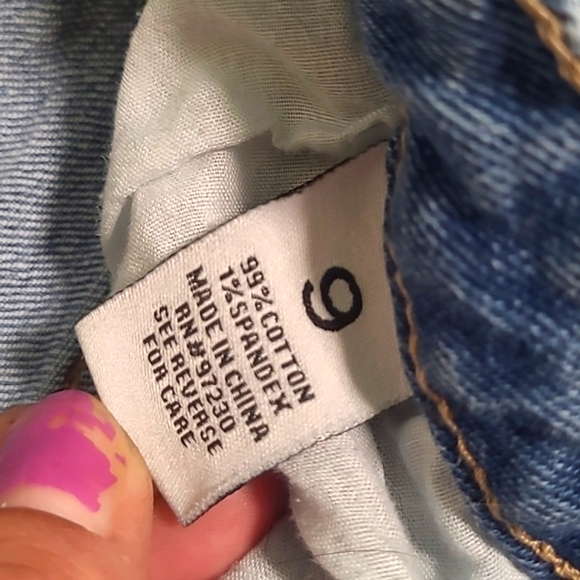 9
99% COTTON
1% SPANDEX
MADE IN CHINA
RN#97230
SEE REVERSE
FOR CARE